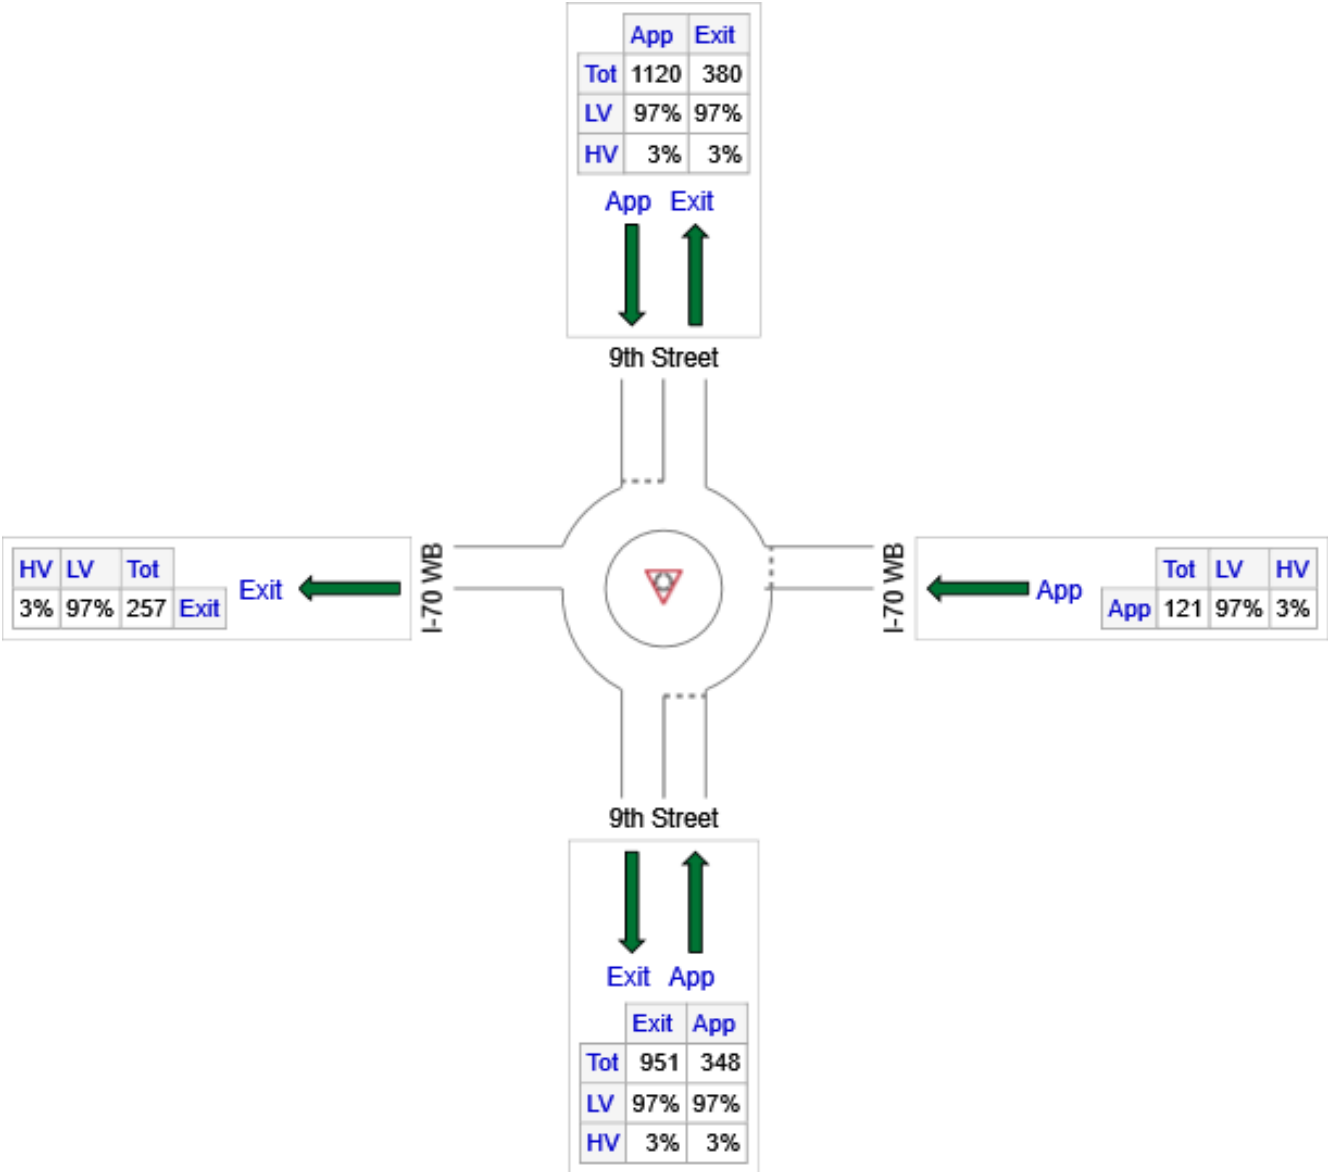 App Exit
Tot 1120 380
LV 97% 97%
HV 3% 3%
App Exit
9th Street
HV LV Tot
3% 97% 257 Exit
Exit
I-70 WB
I-70 WB
App
Tot LV HV
App 121 97% 3%
9th Street
Exit App
Exit App
Tot 951 348
LV 97% 97%
HV 3% 3%